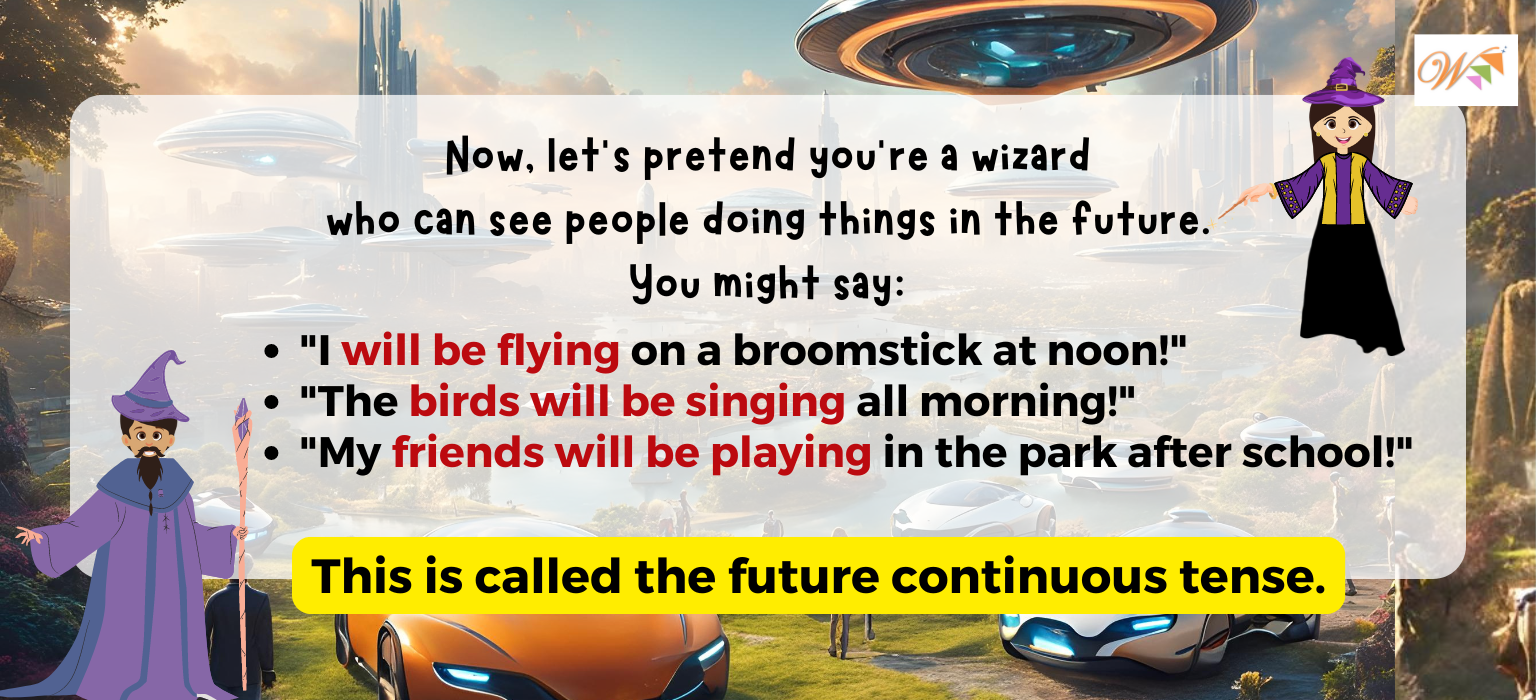 W
Now, let's pretend you're a wizard
who can see people doing things in the future.
You might say:
• "I will be flying on a broomstick at noon!"
• "The birds will be singing all morning!"
• "My friends will be playing in the park after school!"
This is called the future continuous tense.